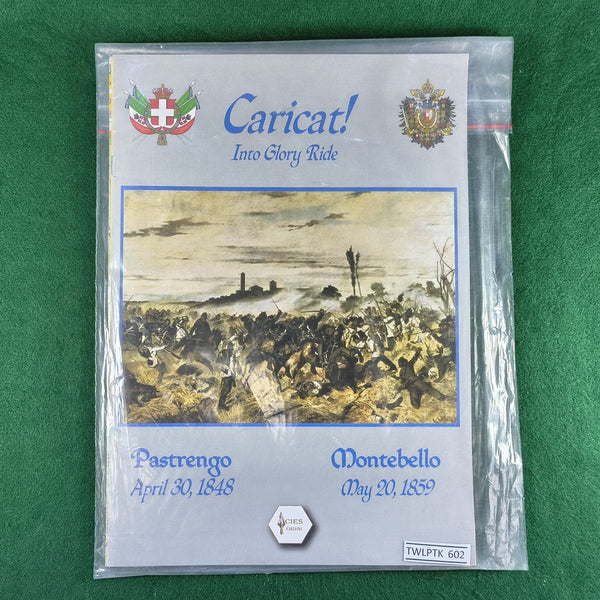 Caricat!
Into Glory Ride
Pastrengo
April 30, 1848
Montebello
May 20, 1859
CIES
TWLPTK 602